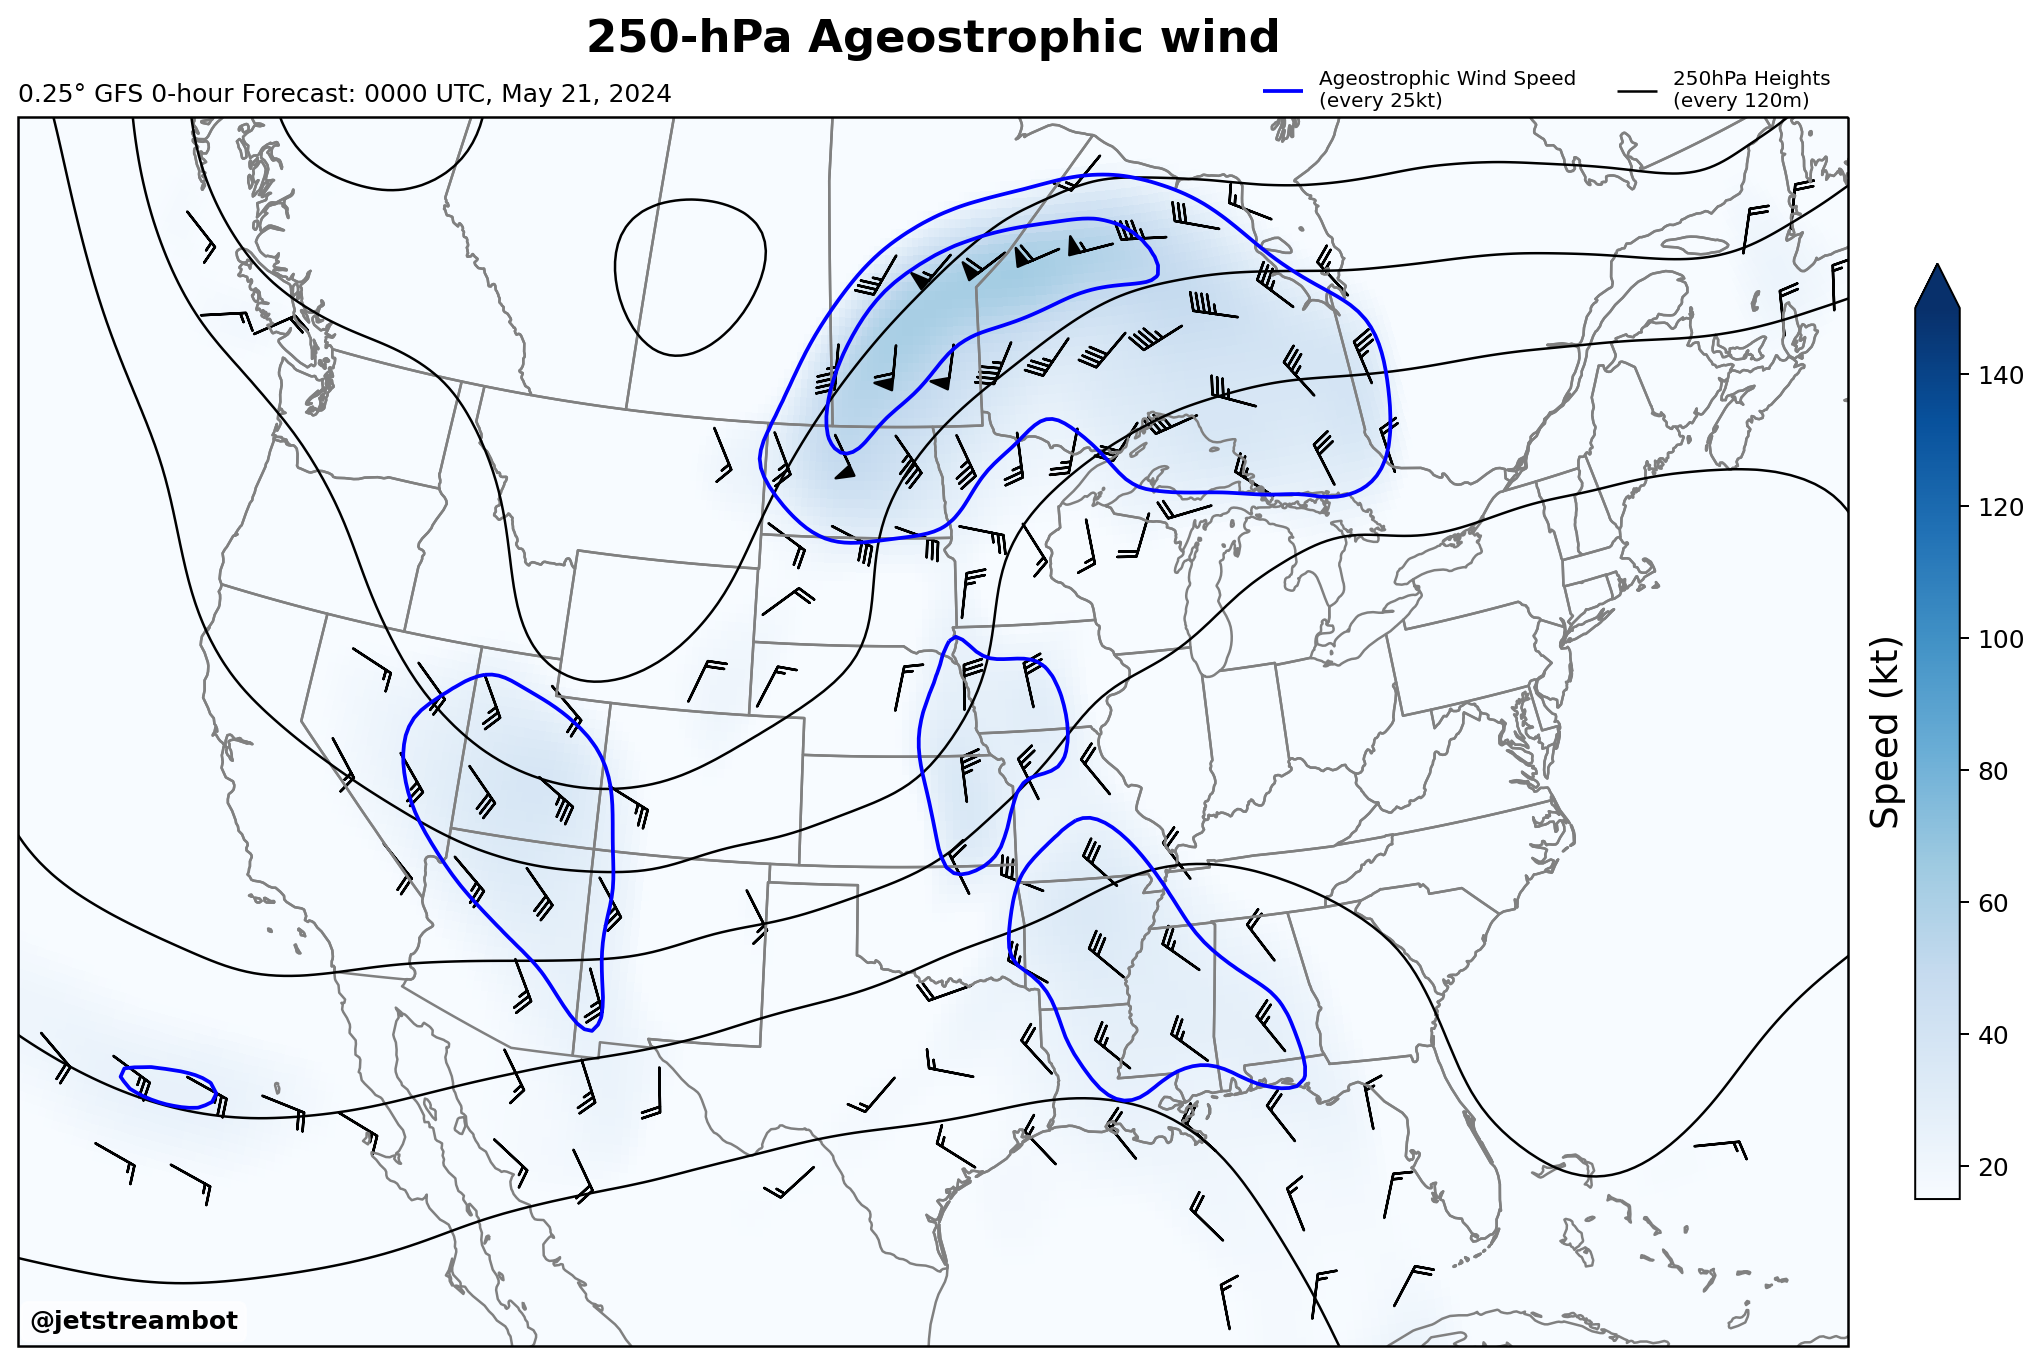 250-hPa Ageostrophic wind
0.25° GFS 0-hour Forecast: 0000 UTC, May 21, 2024
Ageostrophic Wind Speed
(every 25kt)
250hPa Heights
(every 120m)
140
120
100
80
60
40
20
Speed (kt)
@jetstreambot